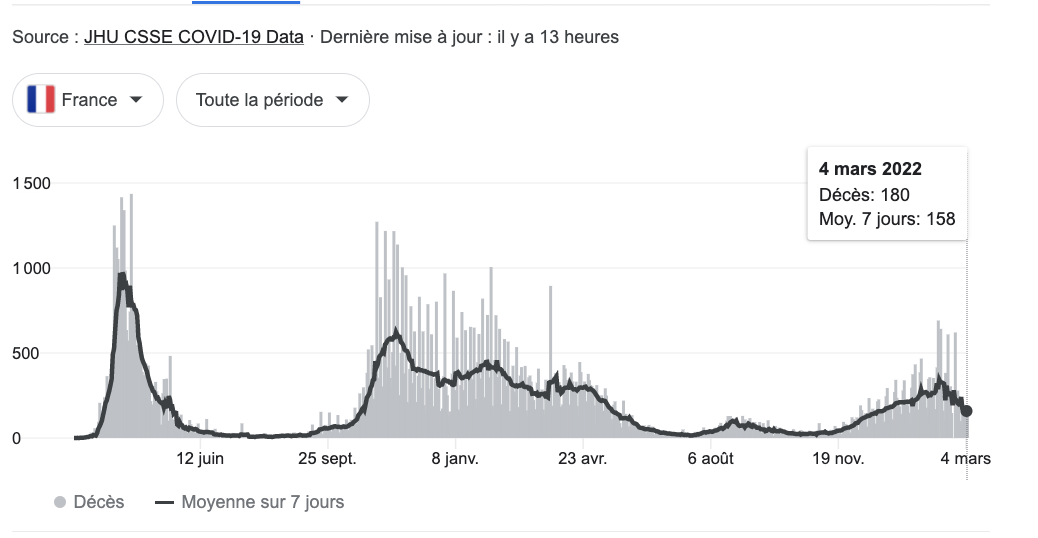 Source : JHU CSSE COVID-19 Data · Dernière mise à jour : il y a 13 heures
France
Toute la période
4 mars 2022
Décès: 180
Moy. 7 jours: 158
1 500
1 000
500
0
12 juin 25 sept. 8 janv. 23 avr. 6 août 19 nov. 4 mars
Décès Moyenne sur 7 jours